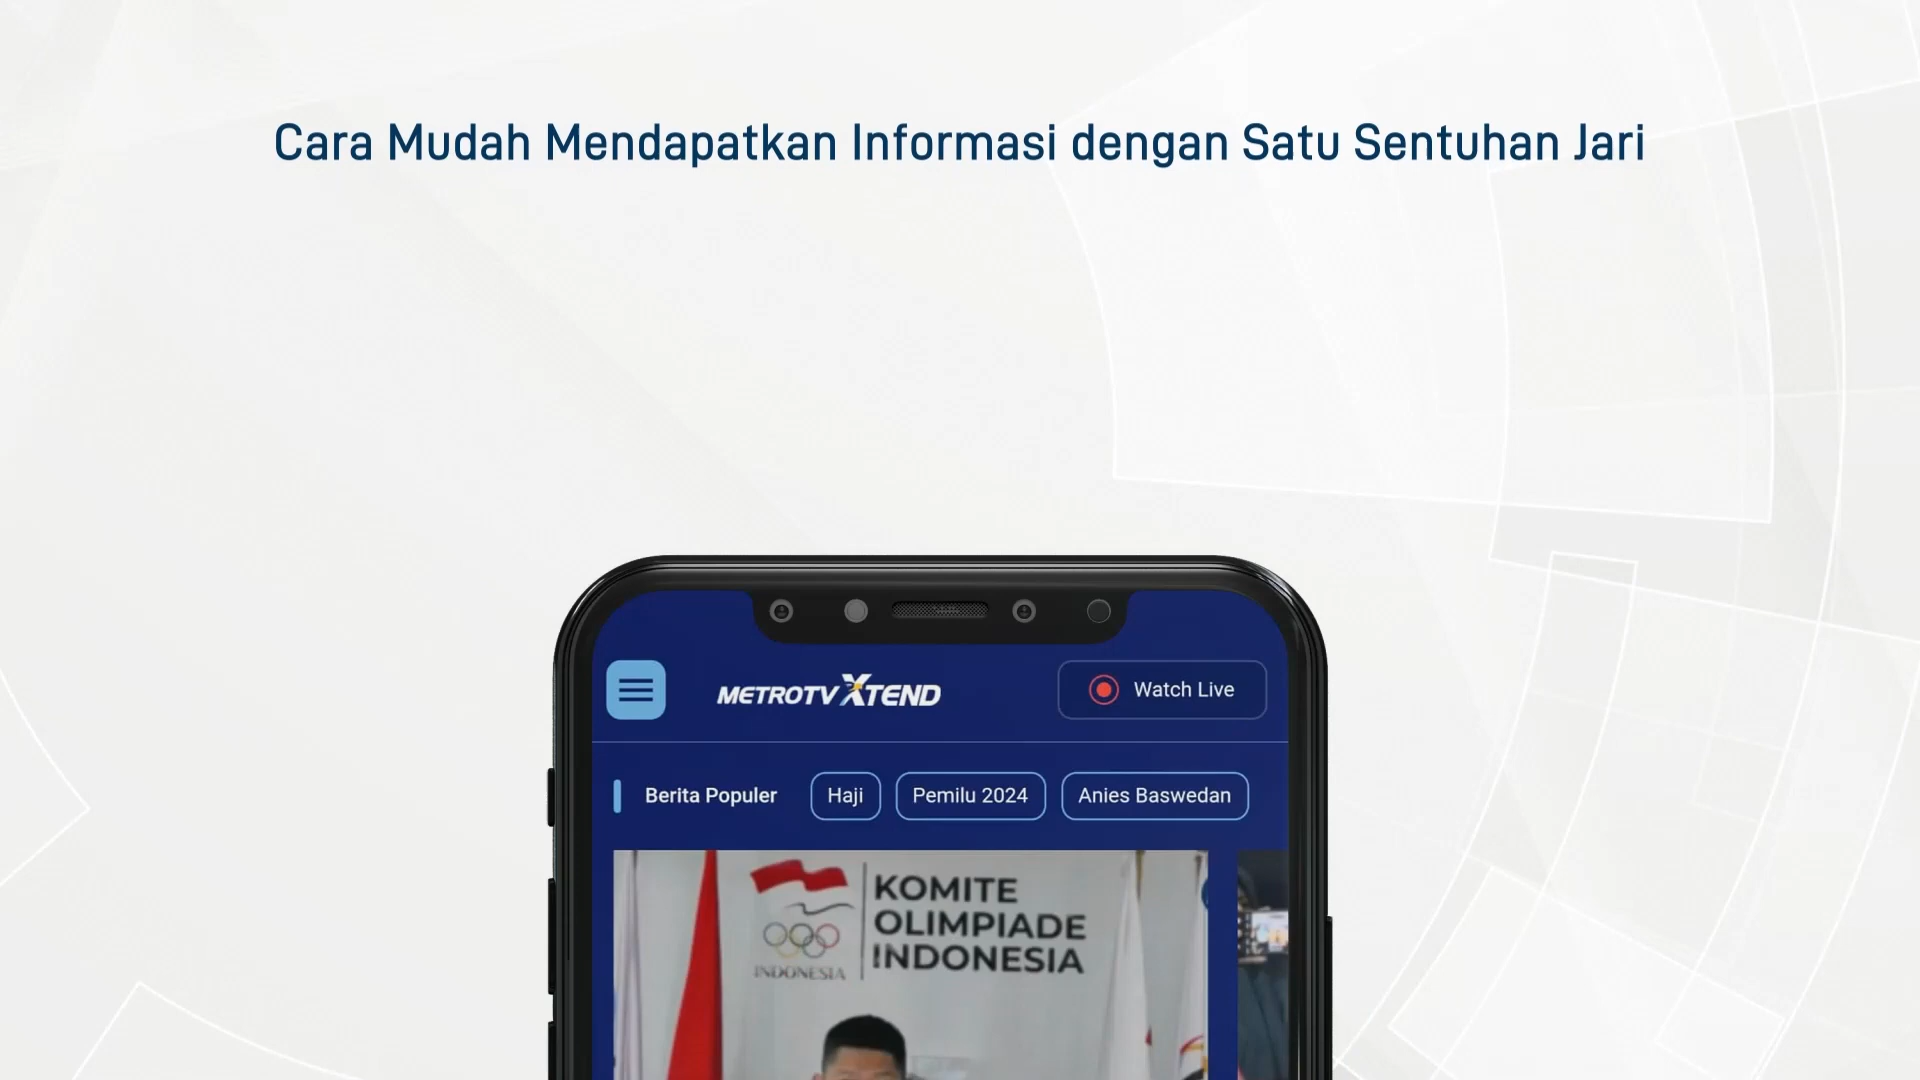 Cara Mudah Mendapatkan Informasi dengan Satu Sentuhan Jari
METROTV XTEND
Watch Live
Berita Populer
Haji
Pemilu 2024
Anies Baswedan
KOMITE
OLIMPIADE
INDONESIA
INDONESIA